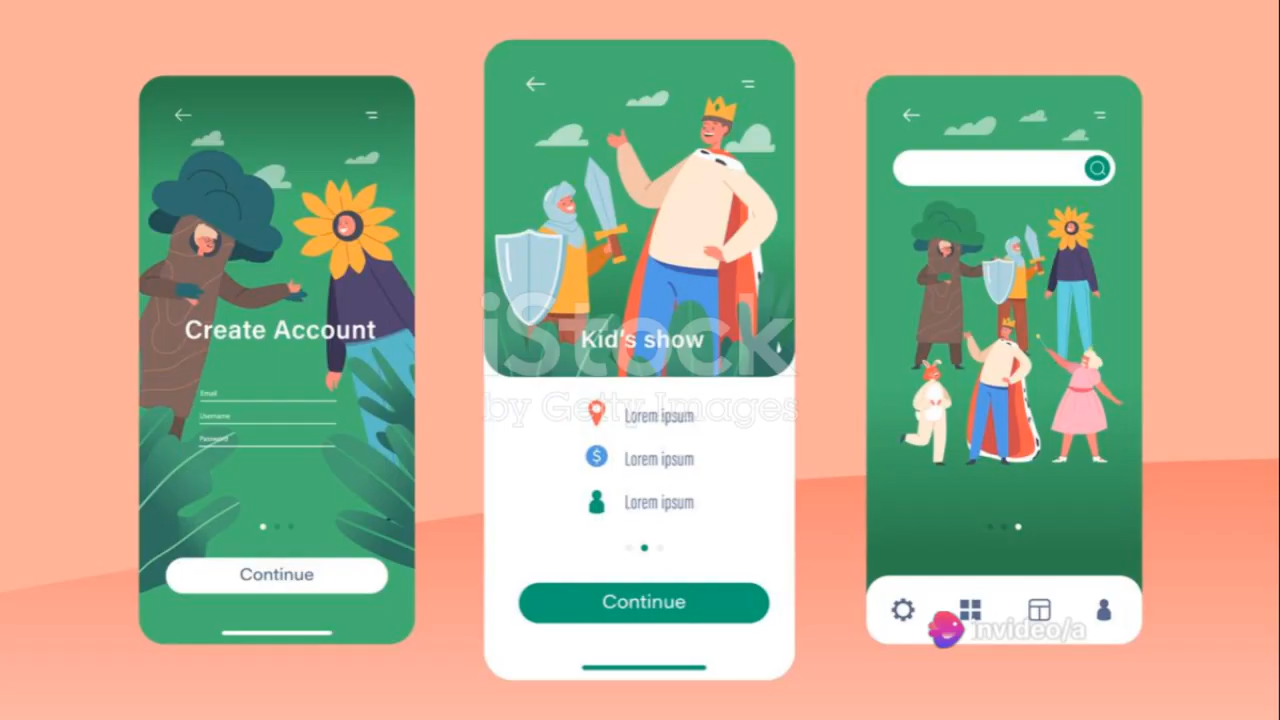 Create Account
Email
Username
Password
Continue
Kid's show
iStock
by Getty Images
Lorem ipsum
$
Lorem ipsum
Lorem ipsum
Continue
invideo/a